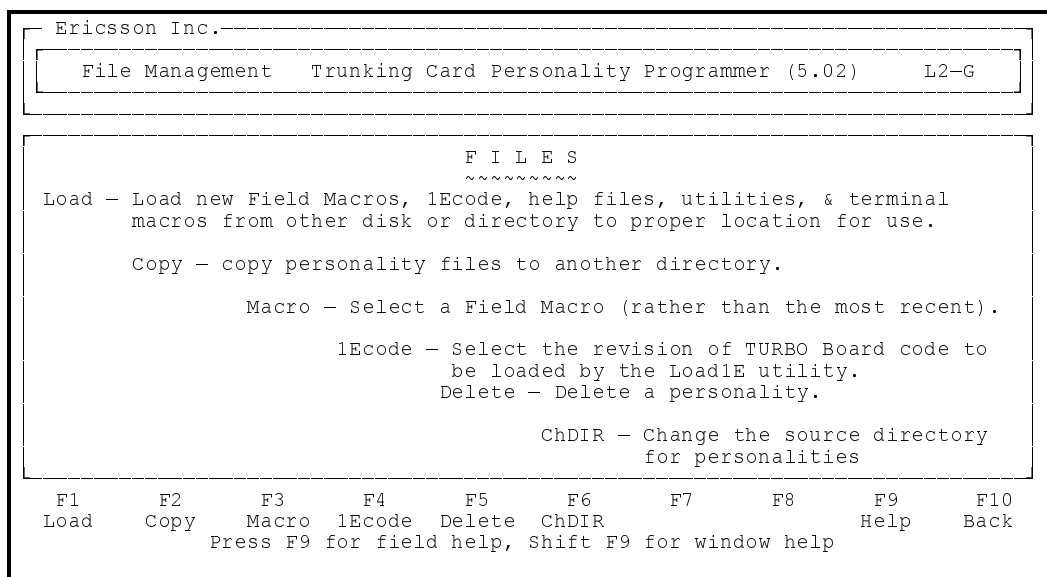 Ericsson Inc.
File Management   Trunking Card Personality Programmer (5.02)   L2-G
F I L E S
~~~~~~~~~
Load — Load new Field Macros, 1Ecode, help files, utilities, & terminal
macros from other disk or directory to proper location for use.
Copy — copy personality files to another directory.
Macro — Select a Field Macro (rather than the most recent).
1Ecode — Select the revision of TURBO Board code to
be loaded by the Load1E utility.
Delete — Delete a personality.
ChDIR — Change the source directory
for personalities
F1 F2 F3 F4 F5 F6 F7 F8 F9 F10
Load Copy Macro 1Ecode Delete ChDIR Help Back
Press F9 for field help, Shift F9 for window help